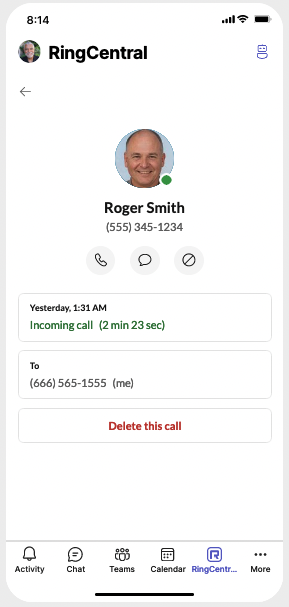 8:14
RingCentral
Roger Smith
(555) 345-1234
Yesterday, 1:31 AM
Incoming call (2 min 23 sec)
To
(666) 565-1555 (me)
Delete this call
Activity Chat Teams Calendar RingCentr... More